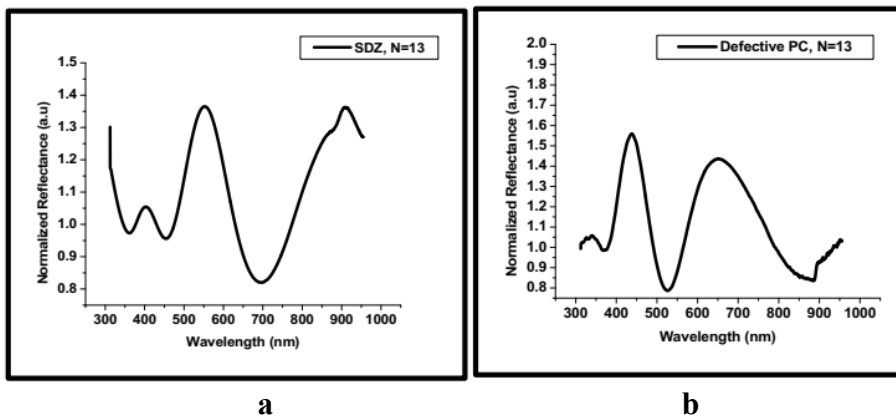 SDZ, N=13
1.5
1.4
1.3
1.2
1.1
1.0
0.9
0.8
Normalized Reflectance (a.u)
300 400 500 600 700 800 900 1000
Wavelength (nm)
a
Defective PC, N=13
2.0
1.9
1.8
1.7
1.6
1.5
1.4
1.3
1.2
1.1
1.0
0.9
0.8
Normalized Reflectance (a.u)
300 400 500 600 700 800 900 1000
Wavelength (nm)
b